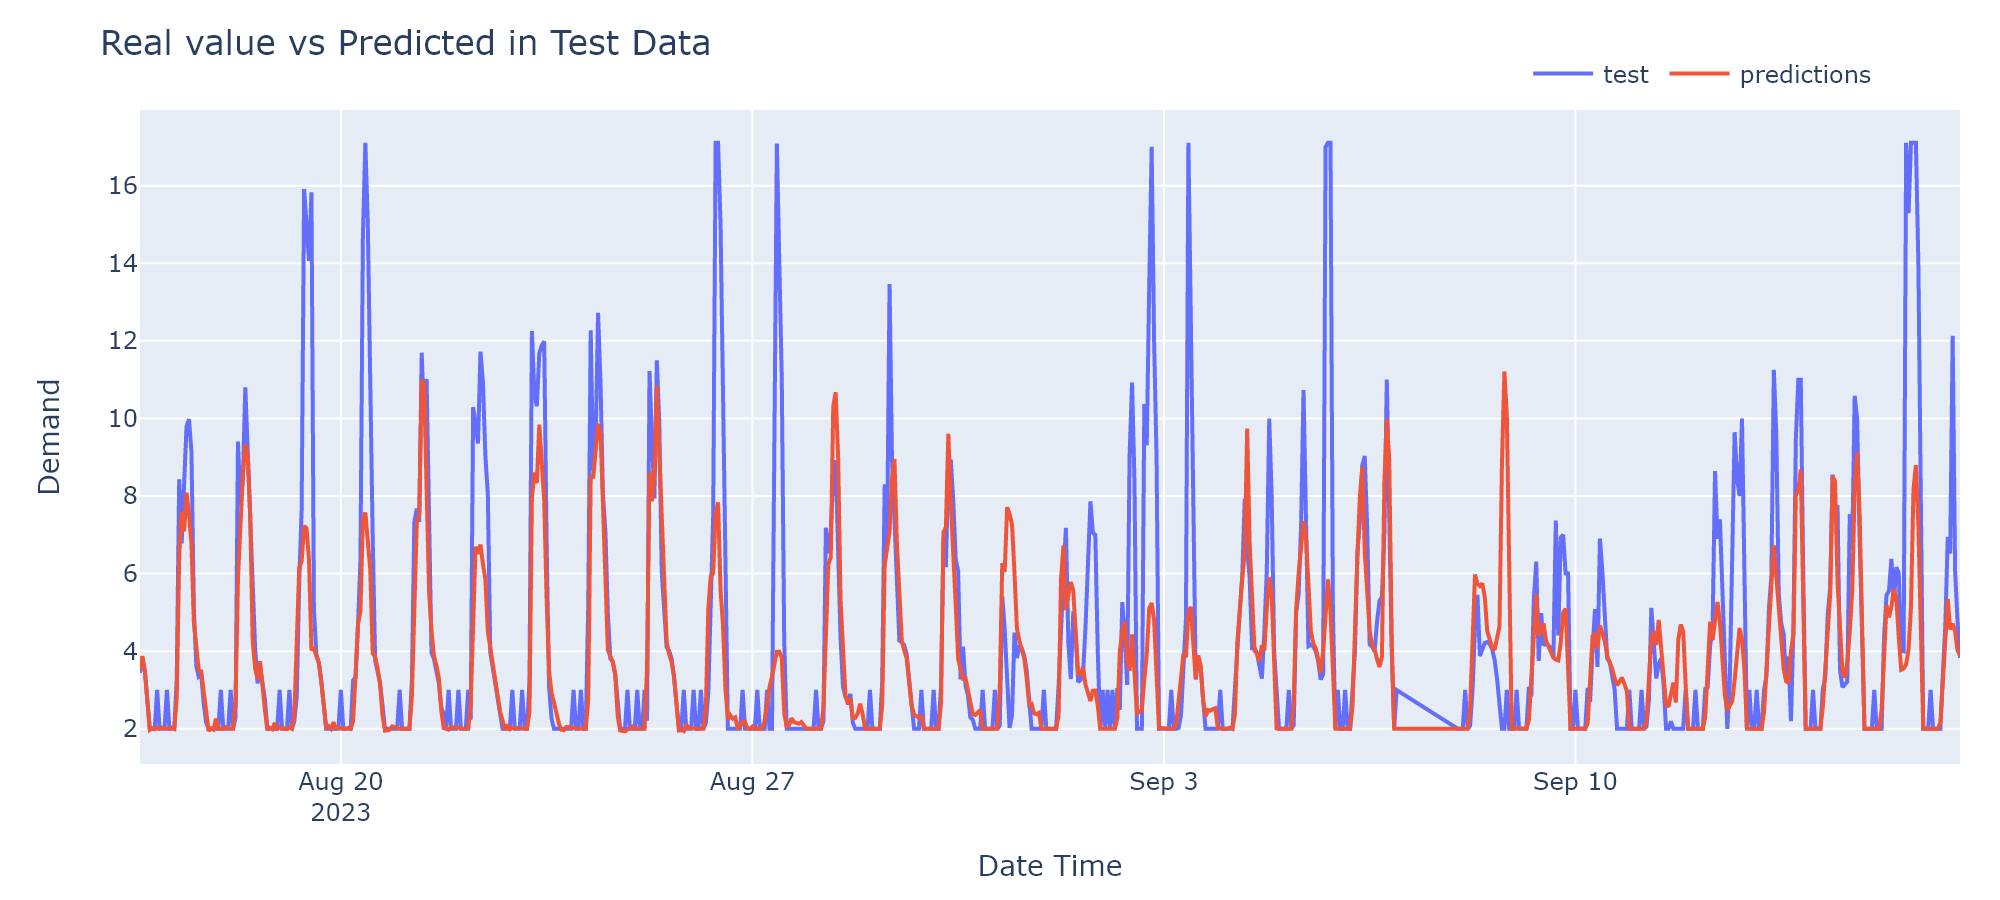 Real value vs Predicted in Test Data
test
predictions
Demand
16
14
12
10
8
6
4
2
Aug 20
2023
Aug 27
Sep 3
Sep 10
Date Time